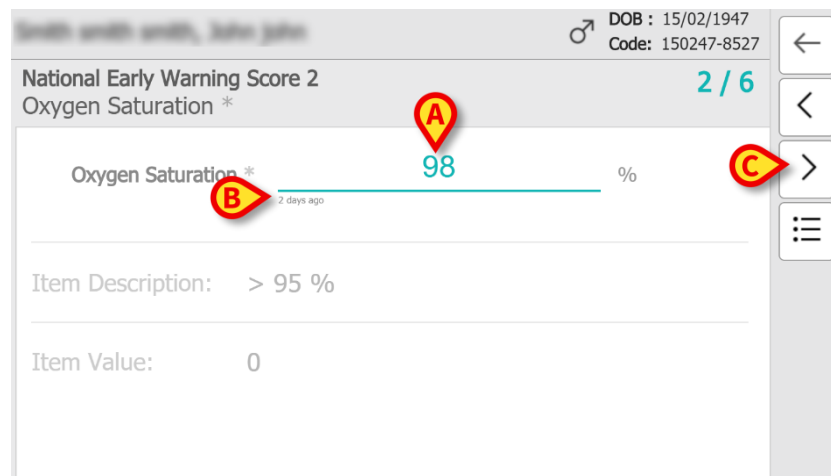 DOB : 15/02/1947
Code: 150247-8527
National Early Warning Score 2
2 / 6
Oxygen Saturation *
A
Oxygen Saturation * 98 %
C
B
2 days ago
Item Description: > 95 %
Item Value: 0